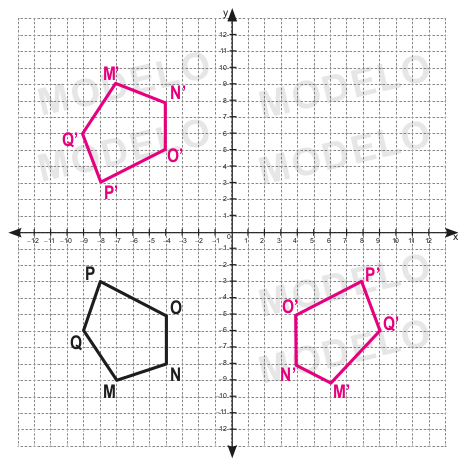 y
12
11
10
9
8
7
6
5
4
3
2
1
M'
N'
Q'
O'
P'
MODELO MODELO
MODELO MODELO
-12 -11 -10 -9 -8 -7 -6 -5 -4 -3 -2 -1 0 1 2 3 4 5 6 7 8 9 10 11 12 x
-1
-2
-3
-4
-5
-6
-7
-8
-9
-10
-11
-12
P
O
Q
N
M
P'
O'
Q'
N'
M'
MODELO
MODELO